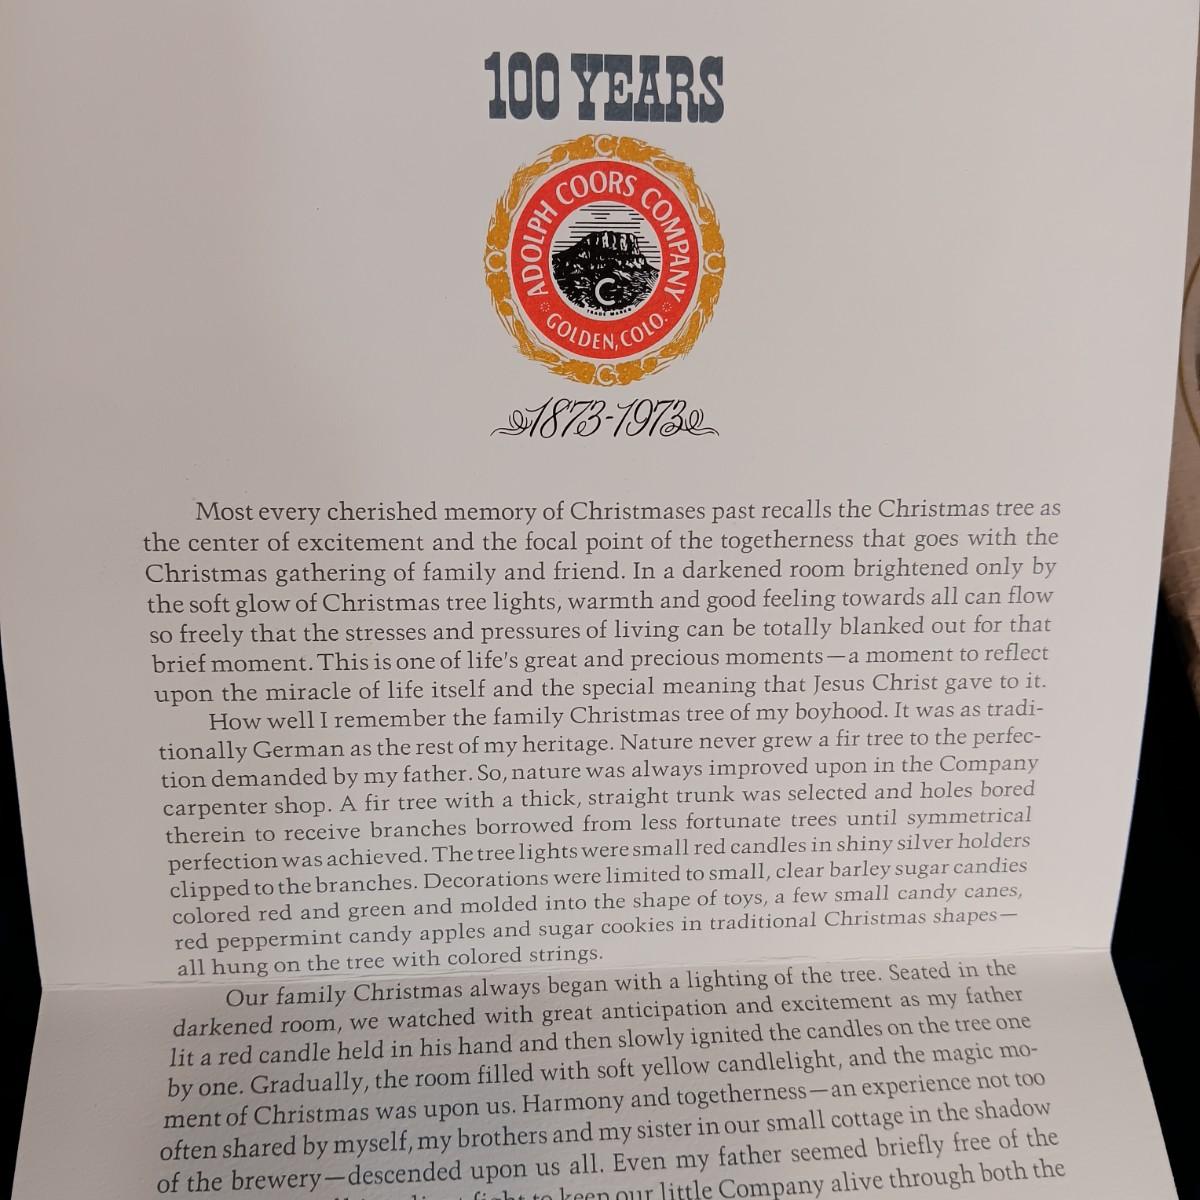 100 YEARS
ADOLPH COORS COMPANY
C
TRADE MARK
GOLDEN, COLO.
1873-1973
Most every cherished memory of Christmases past recalls the Christmas tree as
the center of excitement and the focal point of the togetherness that goes with the
Christmas gathering of family and friend. In a darkened room brightened only by
the soft glow of Christmas tree lights, warmth and good feeling towards all can flow
so freely that the stresses and pressures of living can be totally blanked out for that
brief moment. This is one of life's great and precious moments—a moment to reflect
upon the miracle of life itself and the special meaning that Jesus Christ gave to it.
How well I remember the family Christmas tree of my boyhood. It was as tradi-
tionally German as the rest of my heritage. Nature never grew a fir tree to the perfec-
tion demanded by my father. So, nature was always improved upon in the Company
carpenter shop. A fir tree with a thick, straight trunk was selected and holes bored
therein to receive branches borrowed from less fortunate trees until symmetrical
perfection was achieved. The tree lights were small red candles in shiny silver holders
clipped to the branches. Decorations were limited to small, clear barley sugar candies
colored red and green and molded into the shape of toys, a few small candy canes,
red peppermint candy apples and sugar cookies in traditional Christmas shapes—
all hung on the tree with colored strings.
Our family Christmas always began with a lighting of the tree. Seated in the
darkened room, we watched with great anticipation and excitement as my father
lit a red candle held in his hand and then slowly ignited the candles on the tree one
by one. Gradually, the room filled with soft yellow candlelight, and the magic mo-
ment of Christmas was upon us. Harmony and togetherness—an experience not too
often shared by myself, my brothers and my sister in our small cottage in the shadow
of the brewery—descended upon us all. Even my father seemed briefly free of the
fight to keep our little Company alive through both the